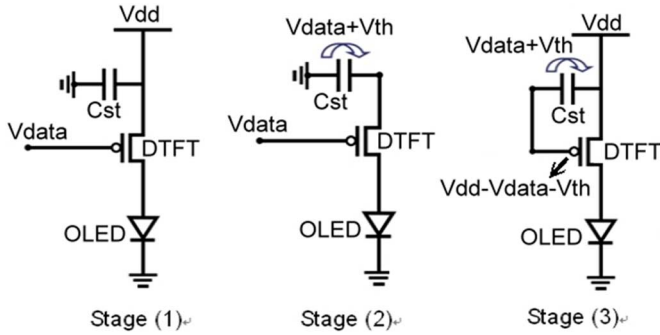 Vdd
Cst
Vdata
DTFT
OLED
Stage (1)
Vdata+Vth
Cst
Vdata
DTFT
OLED
Stage (2)
Vdata+Vth
Vdd
Cst
DTFT
Vdd-Vdata-Vth
OLED
Stage (3)